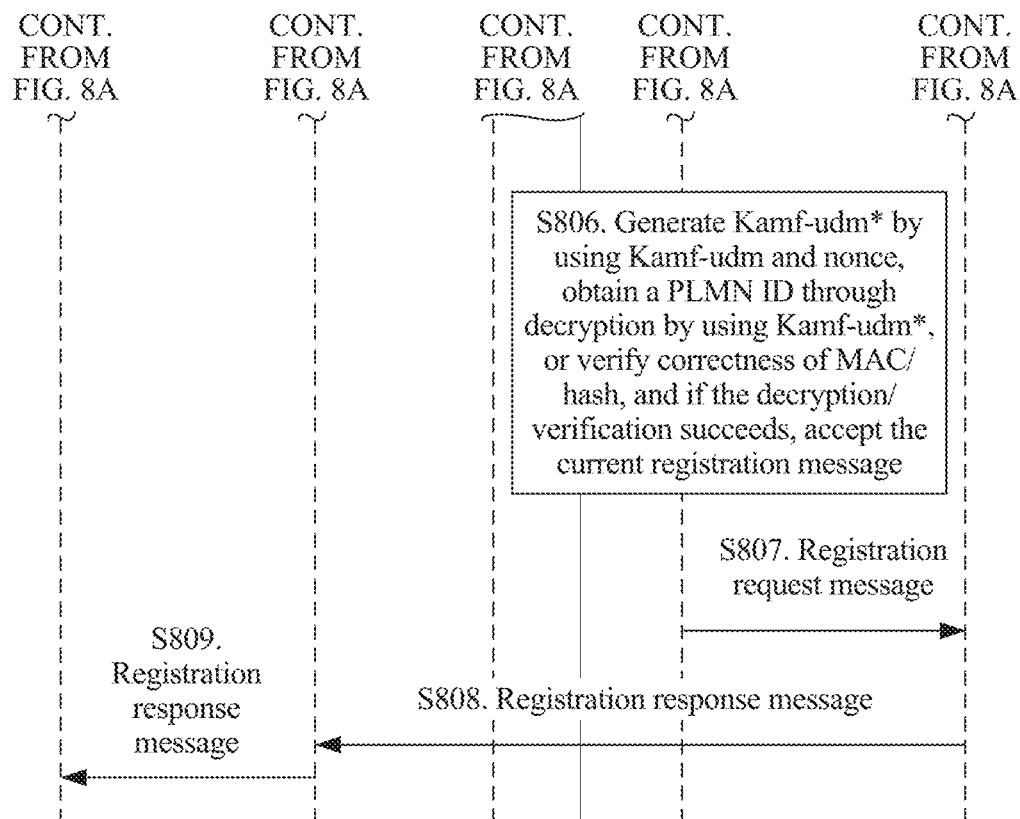 CONT.
FROM
FIG. 8A
CONT.
FROM
FIG. 8A
CONT.
FROM
FIG. 8A
CONT.
FROM
FIG. 8A
CONT.
FROM
FIG. 8A
S806. Generate Kamf-udm* by
using Kamf-udm and nonce,
obtain a PLMN ID through
decryption by using Kamf-udm*,
or verify correctness of MAC/
hash, and if the decryption/
verification succeeds, accept the
current registration message
S807. Registration
request message
S809.
Registration
response
message
S808. Registration response message